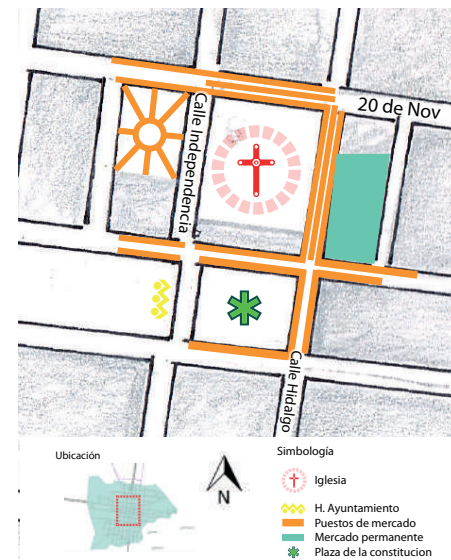 20 de Nov
Calle Independencia
Calle Hidalgo
Ubicación
N
Simbología
Iglesia
H. Ayuntamiento
Puestos de mercado
Mercado permanente
Plaza de la constitucion